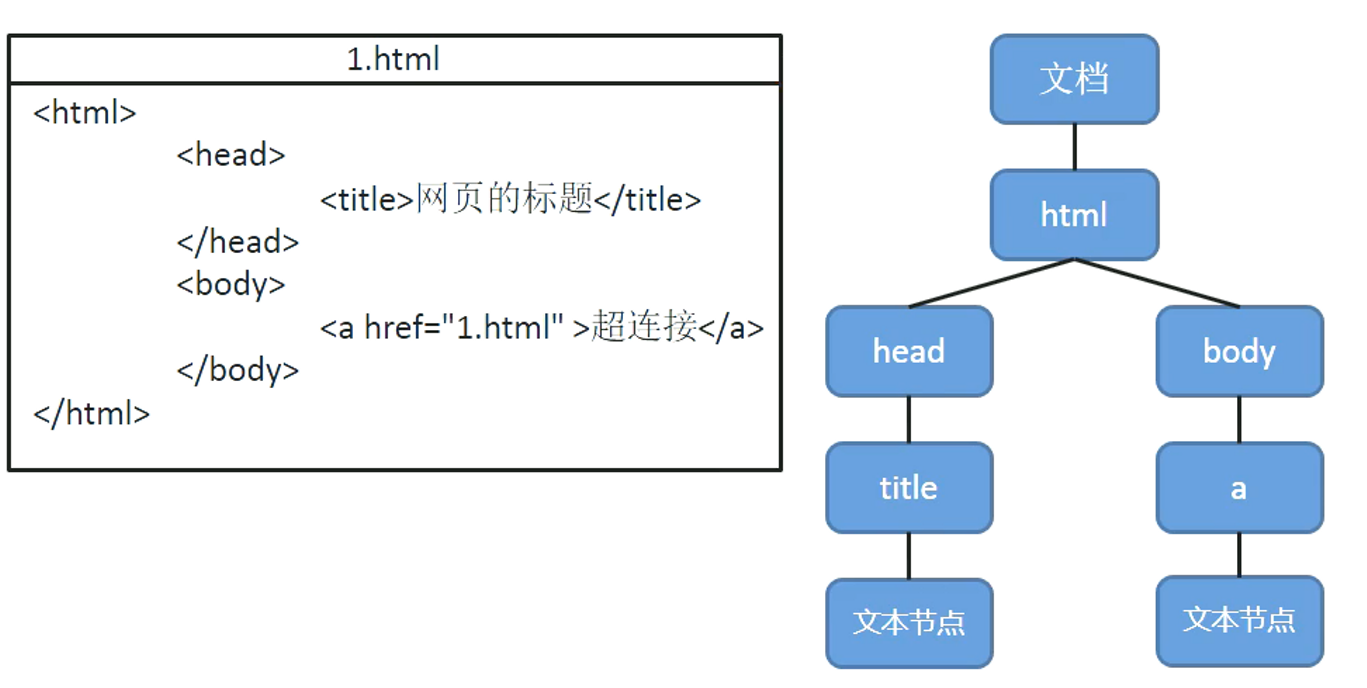 1.html
<html>
<head>
<title>网页的标题</title>
</head>
<body>
<a href="1.html" >超连接</a>
</body>
</html>
文档
html
head
body
title
a
文本节点
文本节点